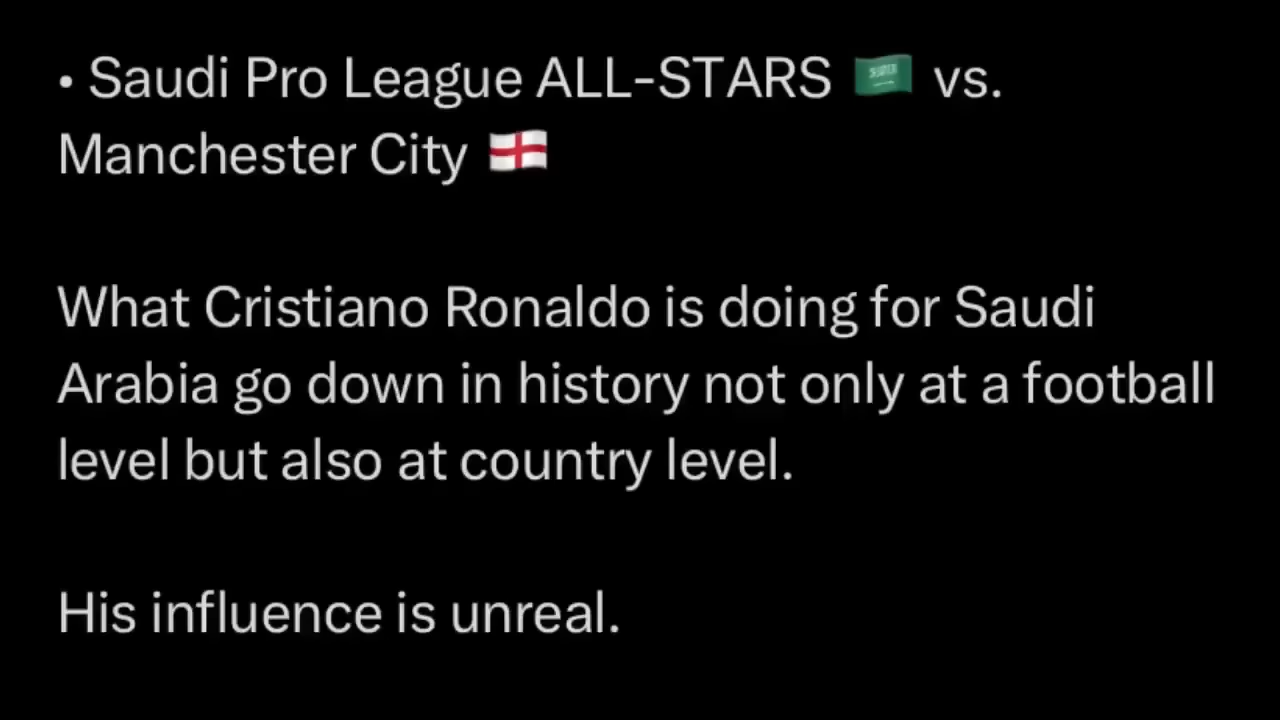 • Saudi Pro League ALL-STARS 🇸🇦 vs.
Manchester City 🏴󠁧󠁢󠁥󠁮󠁧󠁿
What Cristiano Ronaldo is doing for Saudi
Arabia go down in history not only at a football
level but also at country level.
His influence is unreal.